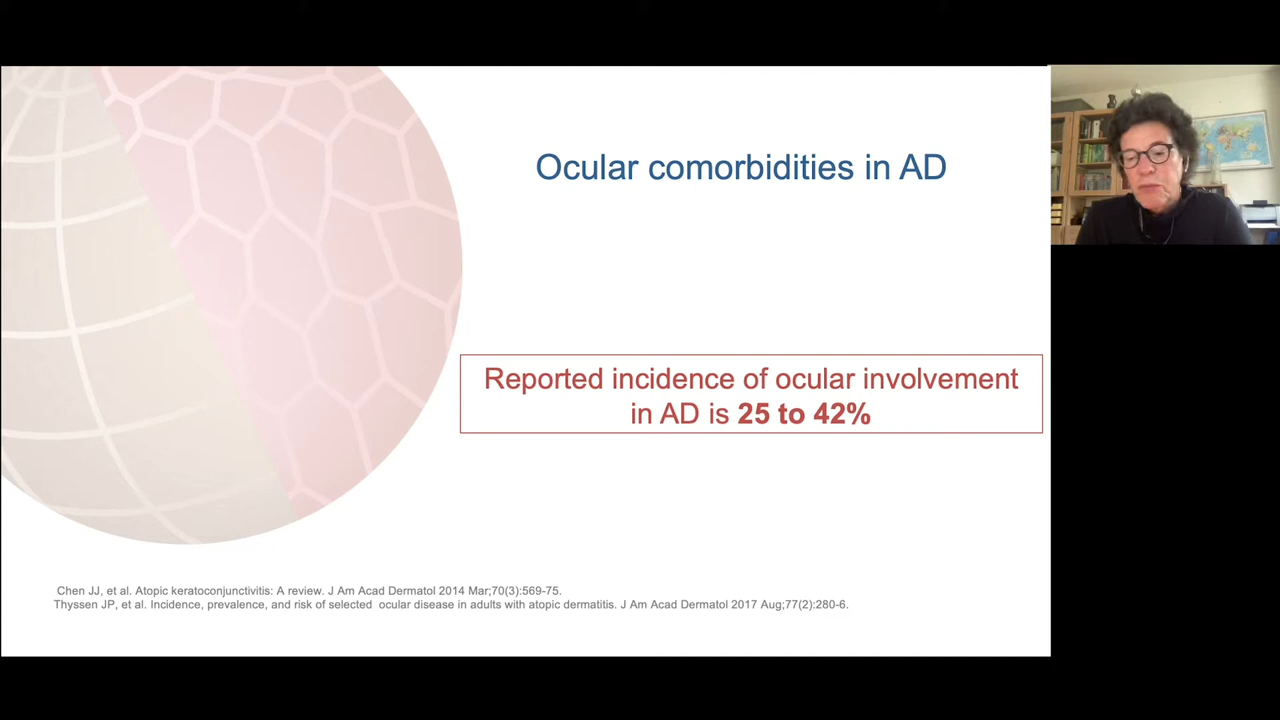 Ocular comorbidities in AD
Reported incidence of ocular involvement
in AD is 25 to 42%
Chen JJ, et al. Atopic keratoconjunctivitis: A review. J Am Acad Dermatol 2014 Mar;70(3):569-75.
Thyssen JP, et al. Incidence, prevalence, and risk of selected ocular disease in adults with atopic dermatitis. J Am Acad Dermatol 2017 Aug;77(2):280-6.